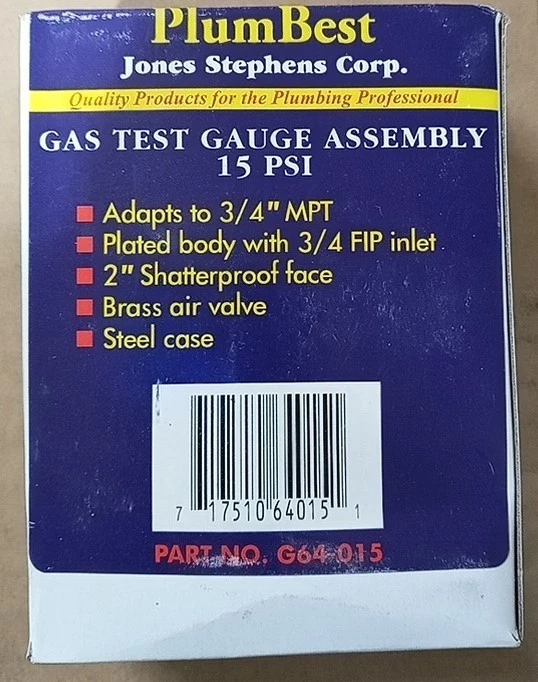 PlumBest
Jones Stephens Corp.
Quality Products for the Plumbing Professional
GAS TEST GAUGE ASSEMBLY
15 PSI
Adapts to 3/4" MPT
Plated body with 3/4 FIP inlet
2" Shatterproof face
Brass air valve
Steel case
7 17510 64015 1
PART NO. G64-015